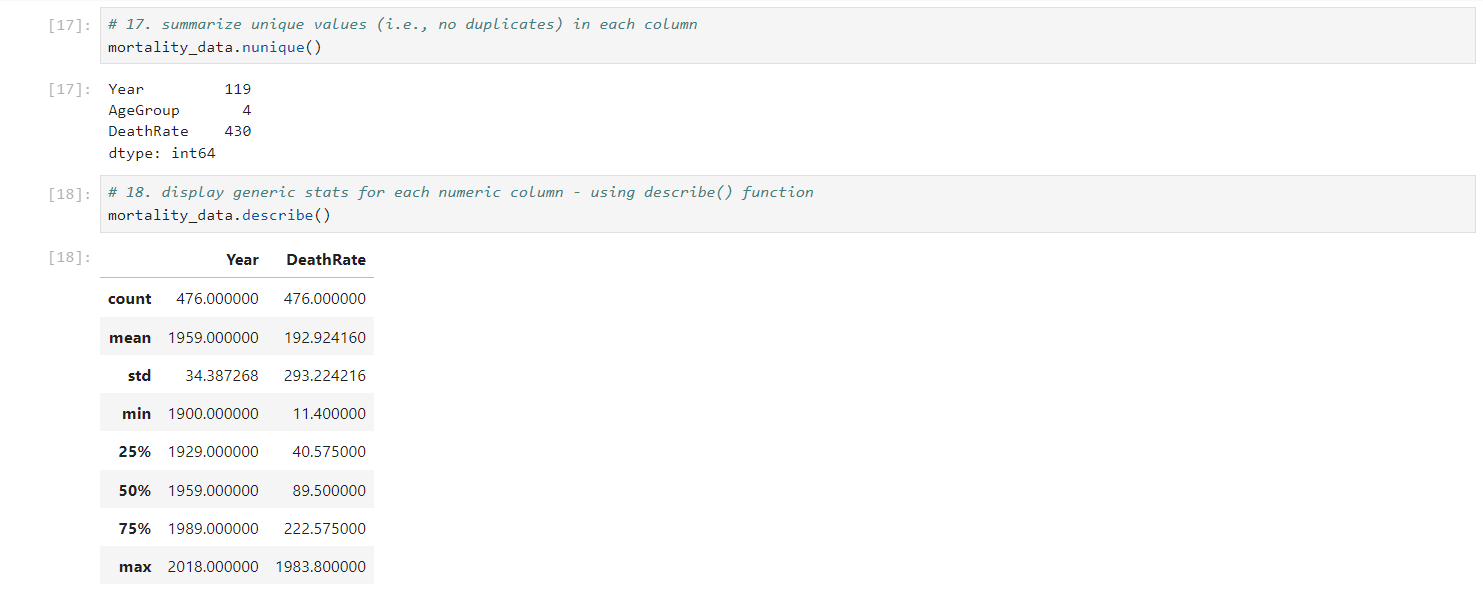 [17]: # 17. summarize unique values (i.e., no duplicates) in each column
mortality_data.nunique()
[17]: Year 119
AgeGroup 4
DeathRate 430
dtype: int64
[18]: # 18. display generic stats for each numeric column - using describe() function
mortality_data.describe()
[18]:
Year DeathRate
count 476.000000 476.000000
mean 1959.000000 192.924160
std 34.387268 293.224216
min 1900.000000 11.400000
25% 1929.000000 40.575000
50% 1959.000000 89.500000
75% 1989.000000 222.575000
max 2018.000000 1983.800000